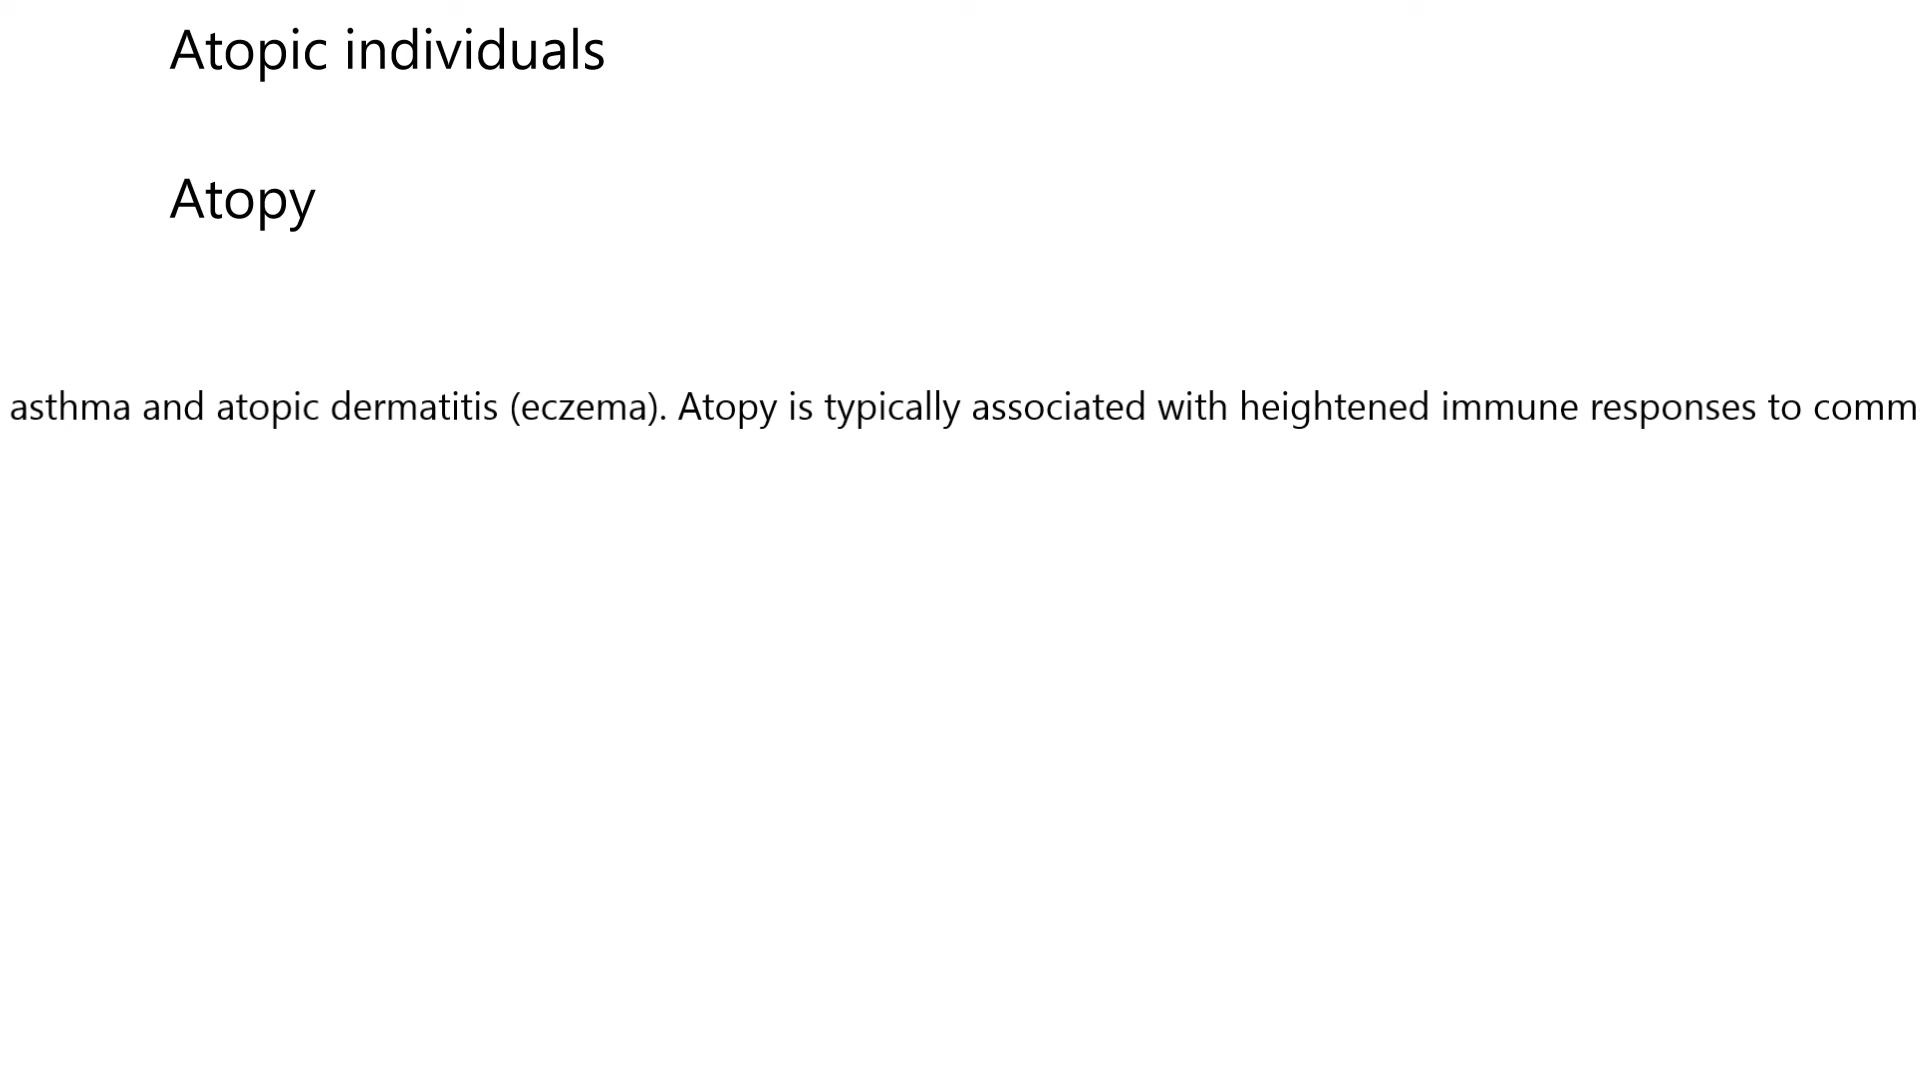 Atopic individuals
Atopy
asthma and atopic dermatitis (eczema). Atopy is typically associated with heightened immune responses to comm